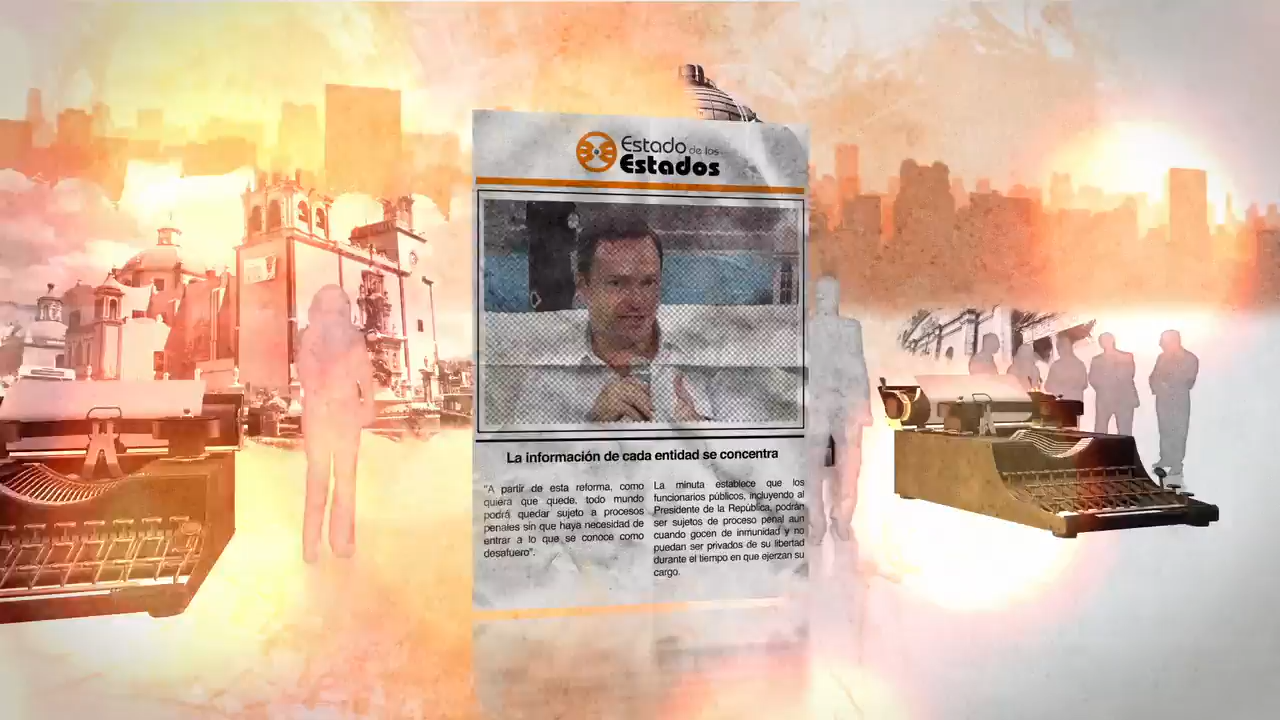 Estado de los
Estados
La información de cada entidad se concentra
"A partir de esta reforma, como
quiera que quede, todo mundo
podrá quedar sujeto a procesos
penales sin que haya necesidad de
entrar a lo que se conoce como
desafuero".
La minuta establece que los
funcionarios públicos, incluyendo al
Presidente de la República, podrán
ser sujetos de proceso penal aun
cuando gocen de inmunidad y no
puedan ser privados de su libertad
durante el tiempo en que ejerzan su
cargo.